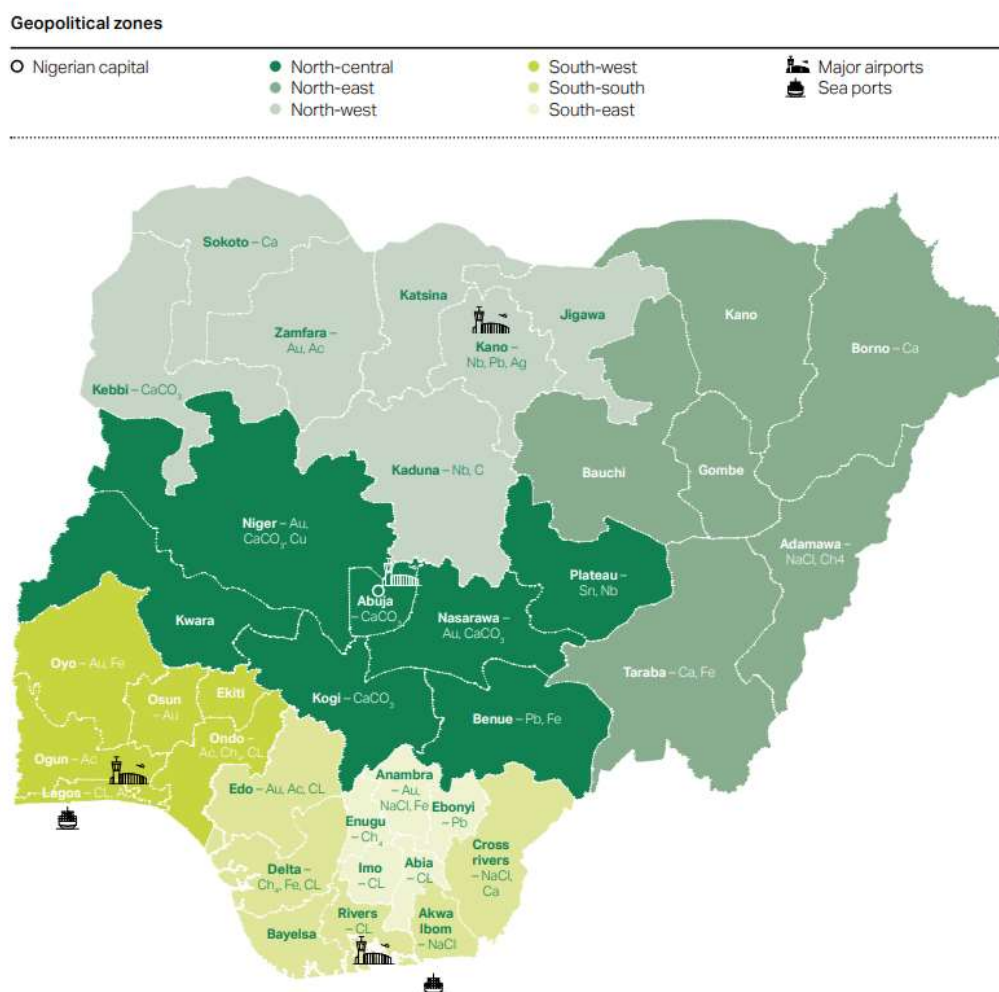 Geopolitical zones
Nigerian capital
North-central
North-east
North-west
South-west
South-south
South-east
Major airports
Sea ports
Sokoto – Ca
Katsina
Jigawa
Kano
Zamfara –
Au, Ac
Kano –
Nb, Pb, Ag
Borno – Ca
Kebbi – CaCO₃
Kaduna – Nb, C
Bauchi
Gombe
Niger – Au,
CaCO₃, Cu
Adamawa –
NaCl, Ch4
Plateau –
Sn, Nb
Abuja
– CaCO₃
Nasarawa –
Au, CaCO₃
Kwara
Taraba – Ca, Fe
Oyo – Au, Fe
Osun
– Au
Ekiti
Kogi – CaCO₃
Benue – Pb, Fe
Ondo –
Ac, Ch₄, CL
Ogun – Ac
Lagos – CL,
Edo – Au, Ac, CL
Anambra
– Au,
NaCl, Fe
Ebonyi
– Pb
Enugu
– Ch₄
Cross
rivers
– NaCl,
Ca
Imo
– CL
Abia
– CL
Delta –
Ch₄, Fe, CL
Rivers
– CL
Akwa
Ibom
– NaCl
Bayelsa